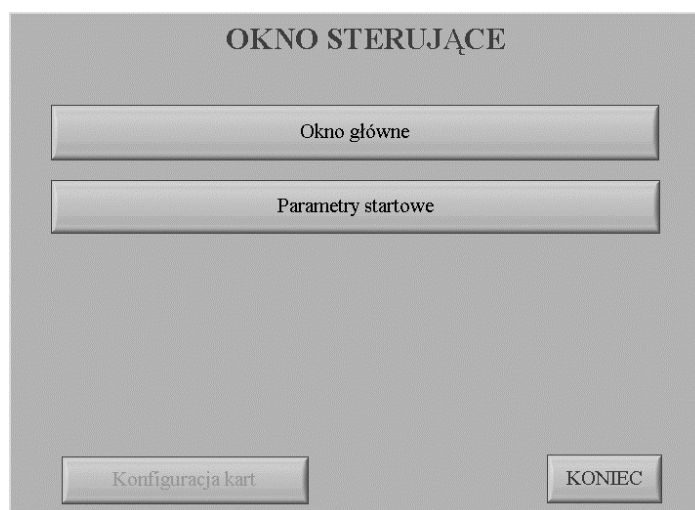 OKNO STERUJĄCE
Okno główne
Parametry startowe
Konfiguracja kart
KONIEC